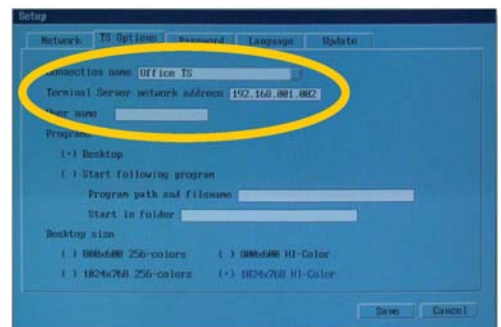 Setup
Network TS Options Password Language Update
Connection name Office TS
Terminal Server network address 192.168.001.002
User name
Programs
(•) Desktop
( ) Start following program
Program path and filename
Start in folder
Desktop size
( ) 800x600 256-colors ( ) 800x600 HI-Color
( ) 1024x768 256-colors (•) 1024x768 HI-Color
Save Cancel